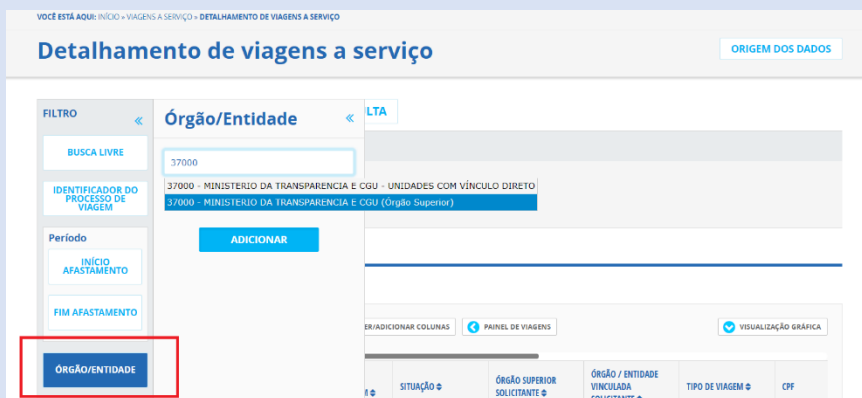 VOCÊ ESTÁ AQUI: INÍCIO » VIAGENS A SERVIÇO » DETALHAMENTO DE VIAGENS A SERVIÇO
Detalhamento de viagens a serviço
ORIGEM DOS DADOS
FILTRO
BUSCA LIVRE
IDENTIFICADOR DO
PROCESSO DE
VIAGEM
Período
INÍCIO
AFASTAMENTO
FIM AFASTAMENTO
ÓRGÃO/ENTIDADE
Órgão/Entidade
37000
37000 - MINISTERIO DA TRANSPARENCIA E CGU - UNIDADES COM VÍNCULO DIRETO
37000 - MINISTERIO DA TRANSPARENCIA E CGU (Órgão Superior)
ADICIONAR
LTA
ER/ADICIONAR COLUNAS
PAINEL DE VIAGENS
VISUALIZAÇÃO GRÁFICA
M
SITUAÇÃO
ÓRGÃO SUPERIOR
SOLICITANTE
ÓRGÃO / ENTIDADE
VINCULADA
SOLICITANTE
TIPO DE VIAGEM
CPF